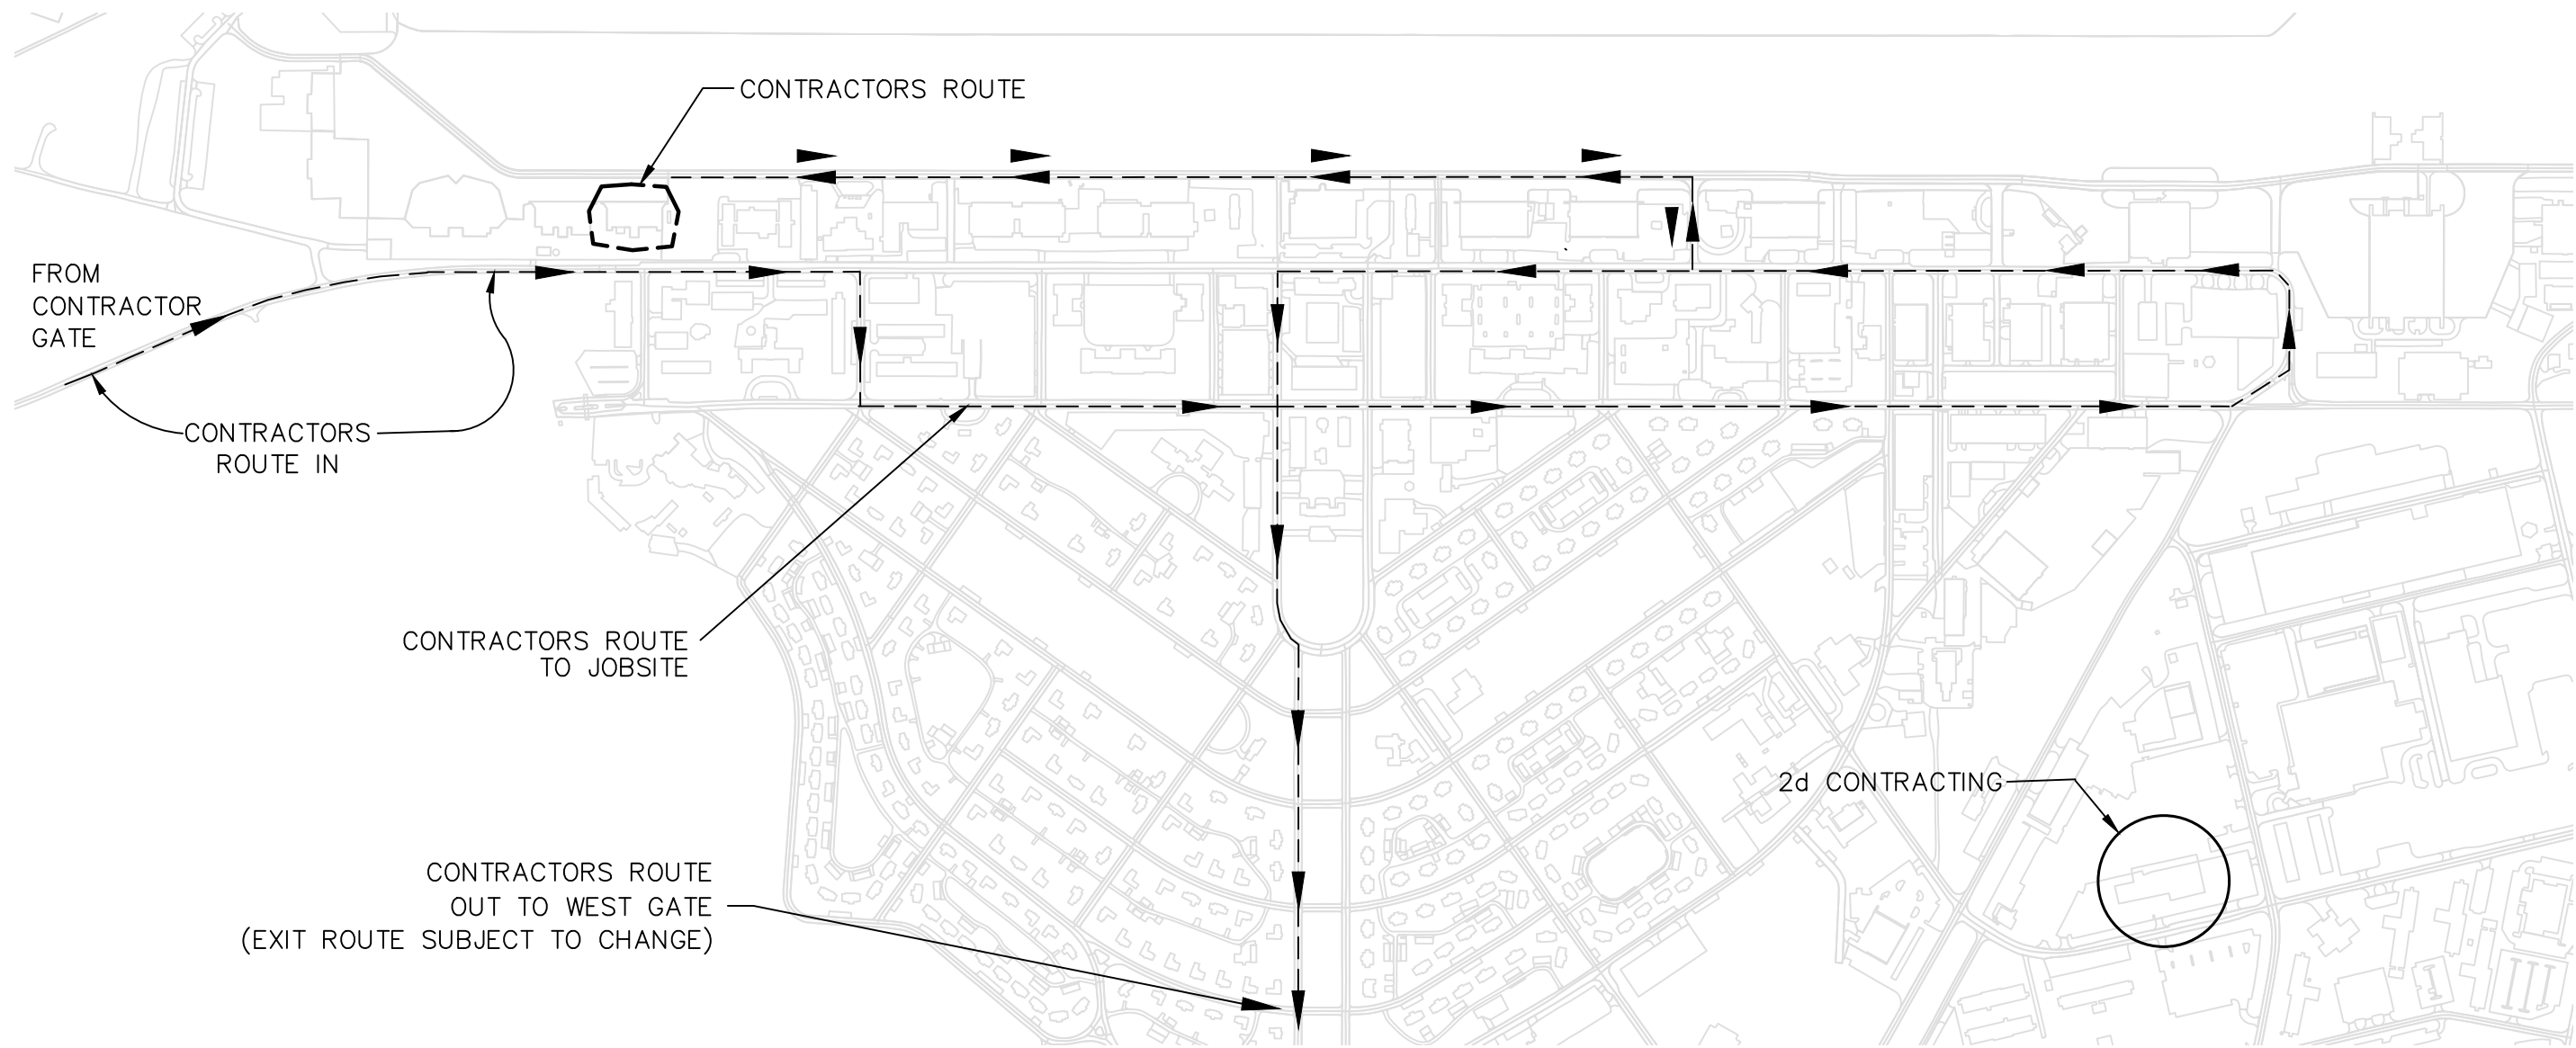 CONTRACTORS ROUTE
FROM
CONTRACTOR
GATE
CONTRACTORS
ROUTE IN
CONTRACTORS ROUTE
TO JOBSITE
2d CONTRACTING
CONTRACTORS ROUTE
OUT TO WEST GATE
(EXIT ROUTE SUBJECT TO CHANGE)